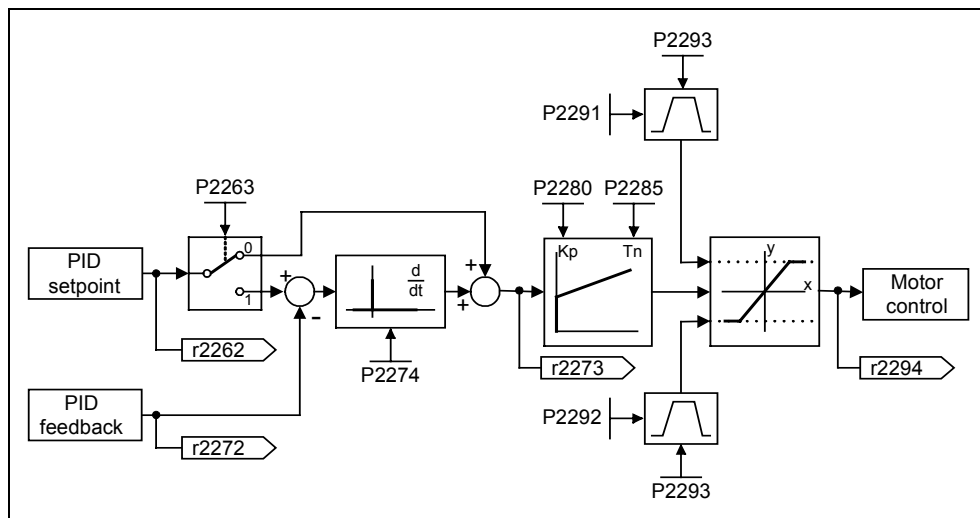 P2293
P2291
P2263
P2280
P2285
PID
setpoint
0
1
+
-
d
dt
+
+
Kp
Tn
y
x
Motor
control
r2262
P2274
r2273
r2294
PID
feedback
r2272
P2292
P2293